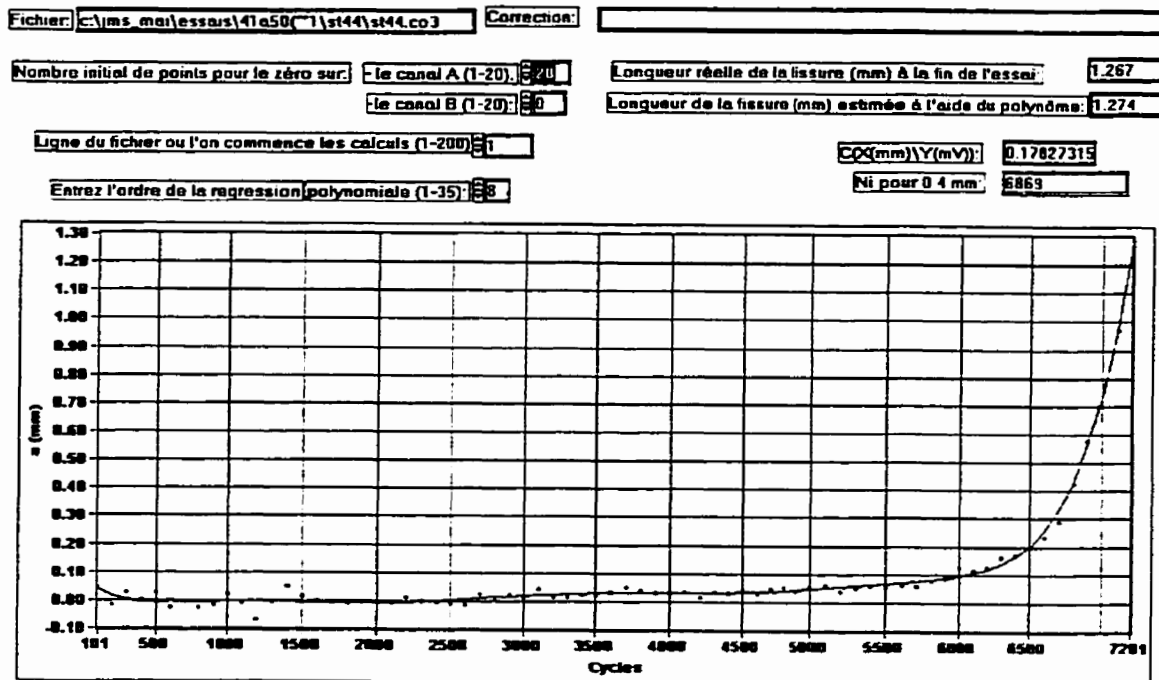 Fichier: c:\jms_mai\essais\41a50(~1\st44\st44.co3 Correction:
Nombre initial de points pour le zéro sur: - le canal A (1-20): 20 Longueur réelle de la fissure (mm) à la fin de l'essai: 1.267
- le canal B (1-20): 0 Longueur de la fissure (mm) estimée à l'aide du polynôme: 1.274
Ligne du fichier ou l'on commence les calculs (1-200) 1 C(X(mm)\Y(mV)): 0.17827315
Entrez l'ordre de la regression polynomiale (1-35): 8 Ni pour 0.4 mm: 6869
1.30
1.20
1.10
1.00
0.90
0.80
0.70
0.60
0.50
0.40
0.30
0.20
0.10
0.00
-0.10
a (mm)
101 500 1000 1500 2000 2500 3000 3500 4000 4500 5000 5500 6000 6500 7201
Cycles